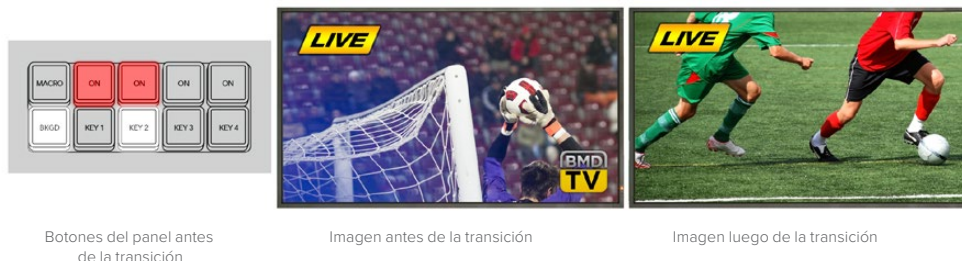 MACRO ON ON ON ON
BKGD KEY 1 KEY 2 KEY 3 KEY 4
LIVE
BMD
TV
LIVE
Botones del panel antes
de la transición
Imagen antes de la transición
Imagen luego de la transición